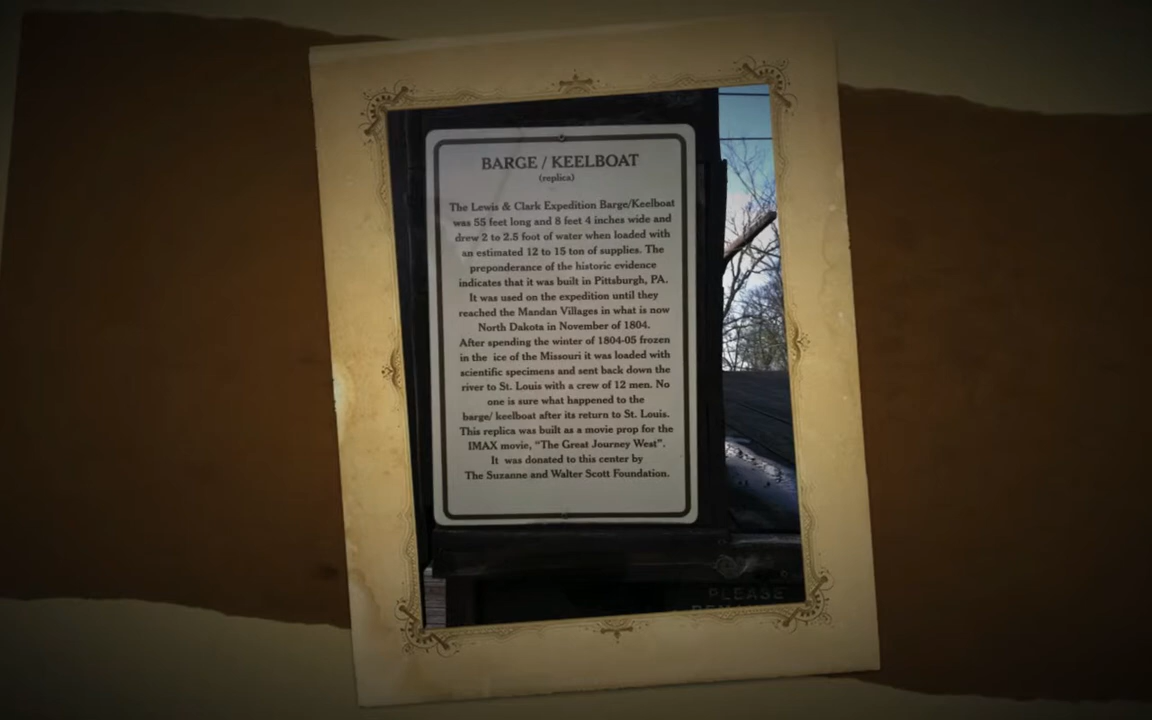 BARGE / KEELBOAT
(replica)
The Lewis & Clark Expedition Barge/Keelboat
was 55 feet long and 8 feet 4 inches wide and
drew 2 to 2.5 foot of water when loaded with
an estimated 12 to 15 ton of supplies. The
preponderance of the historic evidence
indicates that it was built in Pittsburgh, PA.
It was used on the expedition until they
reached the Mandan Villages in what is now
North Dakota in November of 1804.
After spending the winter of 1804-05 frozen
in the ice of the Missouri it was loaded with
scientific specimens and sent back down the
river to St. Louis with a crew of 12 men. No
one is sure what happened to the
barge/ keelboat after its return to St. Louis.
This replica was built as a movie prop for the
IMAX movie, "The Great Journey West".
It was donated to this center by
The Suzanne and Walter Scott Foundation.
PLEASE